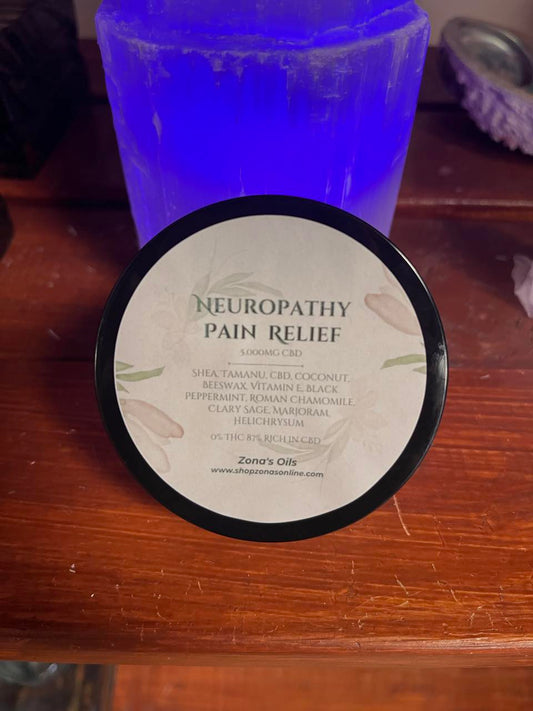 Neuropathy
Pain Relief
5,000mg CBD
Shea, Tamanu, CBD, Coconut,
Beeswax, Vitamin E, Black
Peppermint, Roman Chamomile,
Clary Sage, Marjoram,
Helichrysum
0% THC 87% rich in CBD
Zona's Oils
www.shopzonasonline.com